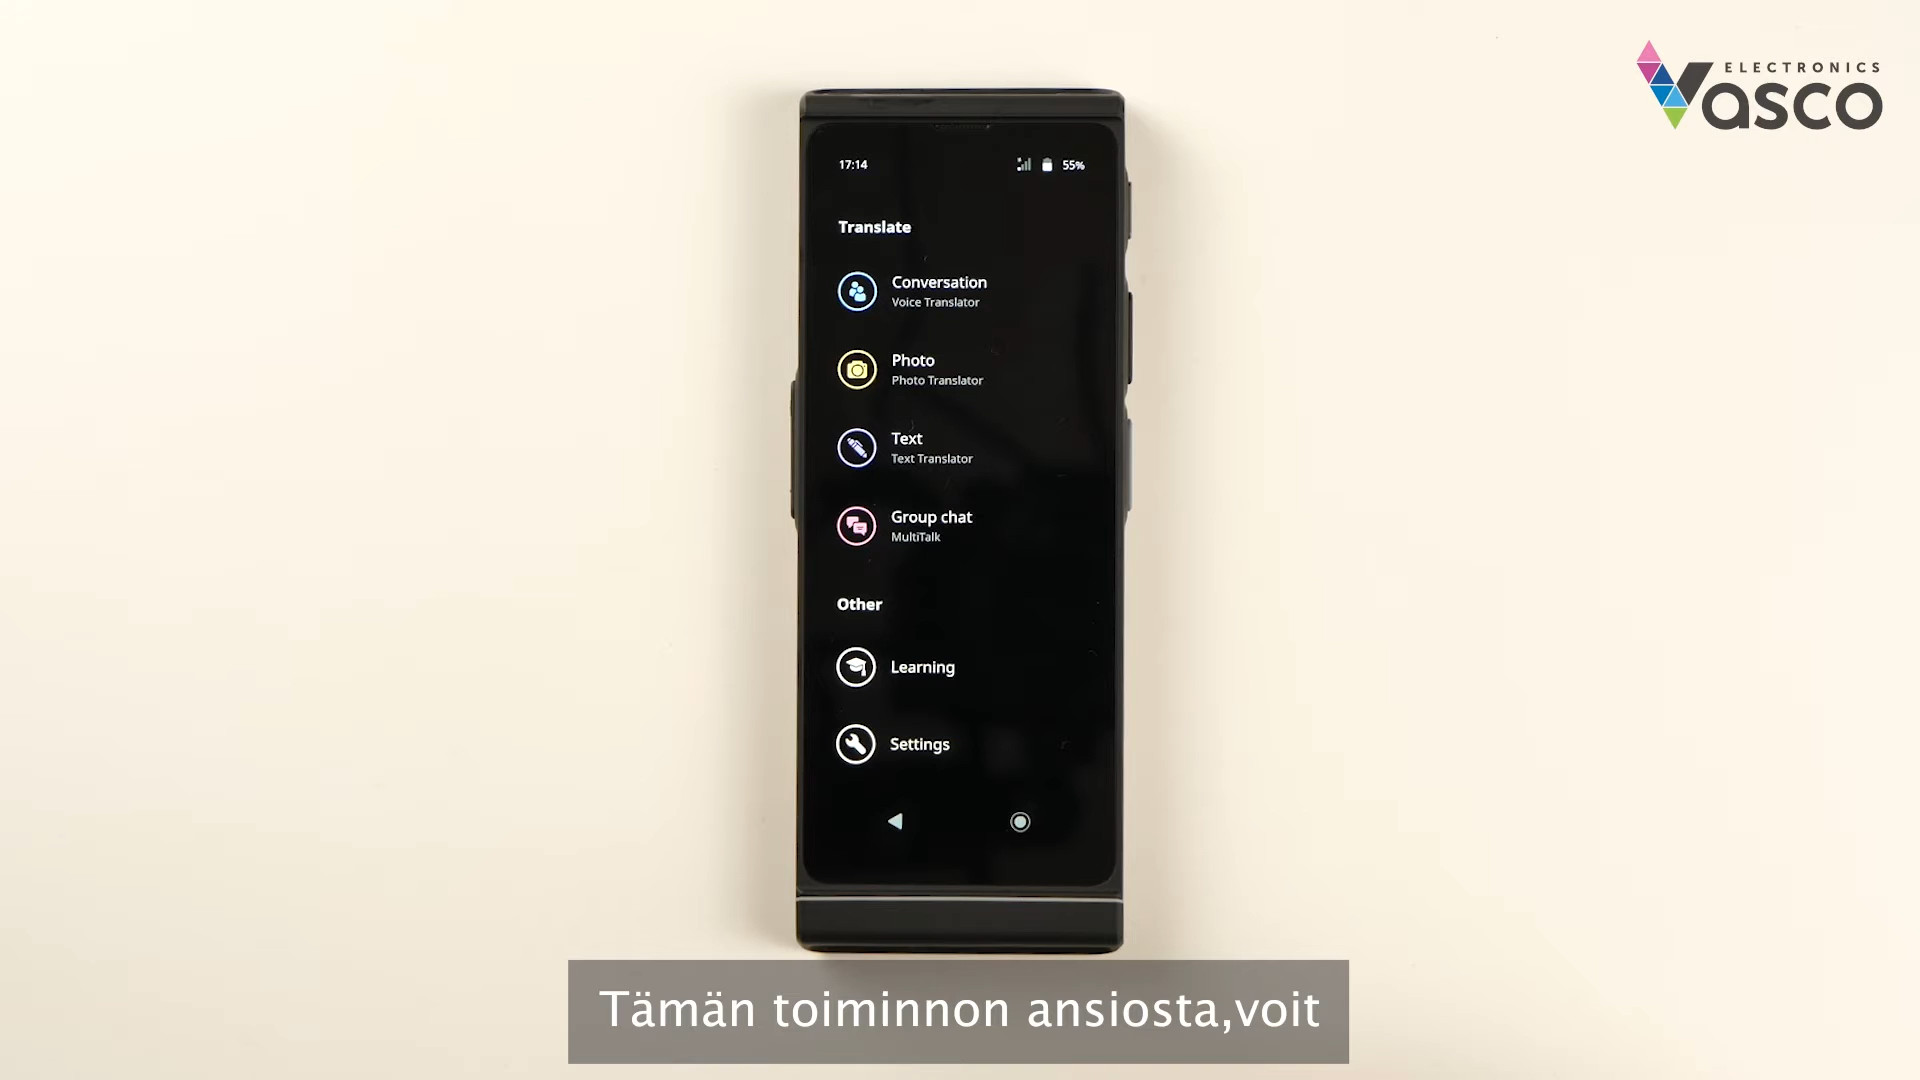 ELECTRONICS
Vasco
17:14
55%
Translate
Conversation
Voice Translator
Photo
Photo Translator
Text
Text Translator
Group chat
MultiTalk
Other
Learning
Settings
Tämän toiminnon ansiosta,voit